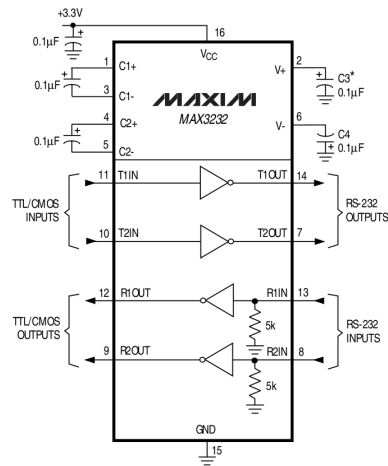 +3.3V
16
0.1µF
+
VCC
1
C1+
2
V+
+
C3*
0.1µF
+
0.1µF
3
C1-
MAXIM
MAX3232
4
C2+
6
V-
C4
+
0.1µF
+
0.1µF
5
C2-
11
T1IN
T1OUT
14
TTL/CMOS
INPUTS
RS-232
OUTPUTS
10
T2IN
T2OUT
7
12
R1OUT
R1IN
13
5k
TTL/CMOS
OUTPUTS
RS-232
INPUTS
9
R2OUT
R2IN
8
5k
GND
15